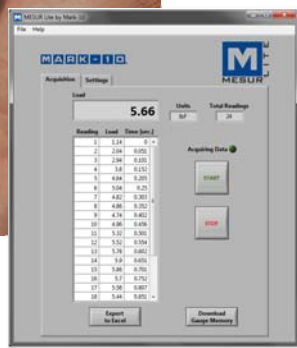 MESUR Lite by Mark-10
File Help
MARK-10
M
MESUR
LITE
Acquisition Settings
Load
5.66
Units
lbF
Total Readings
24
Reading Load Time (sec.)
1 1.24 0
2 2.04 0.051
3 2.94 0.101
4 3.8 0.152
5 4.64 0.205
6 5.04 0.25
7 4.82 0.303
8 4.86 0.352
9 4.74 0.402
10 4.96 0.456
11 5.32 0.501
12 5.52 0.554
13 5.76 0.602
14 5.9 0.651
15 5.86 0.701
16 5.7 0.752
17 5.58 0.807
18 5.44 0.851
Acquiring Data
START
STOP
Export
to Excel
Download
Gauge Memory